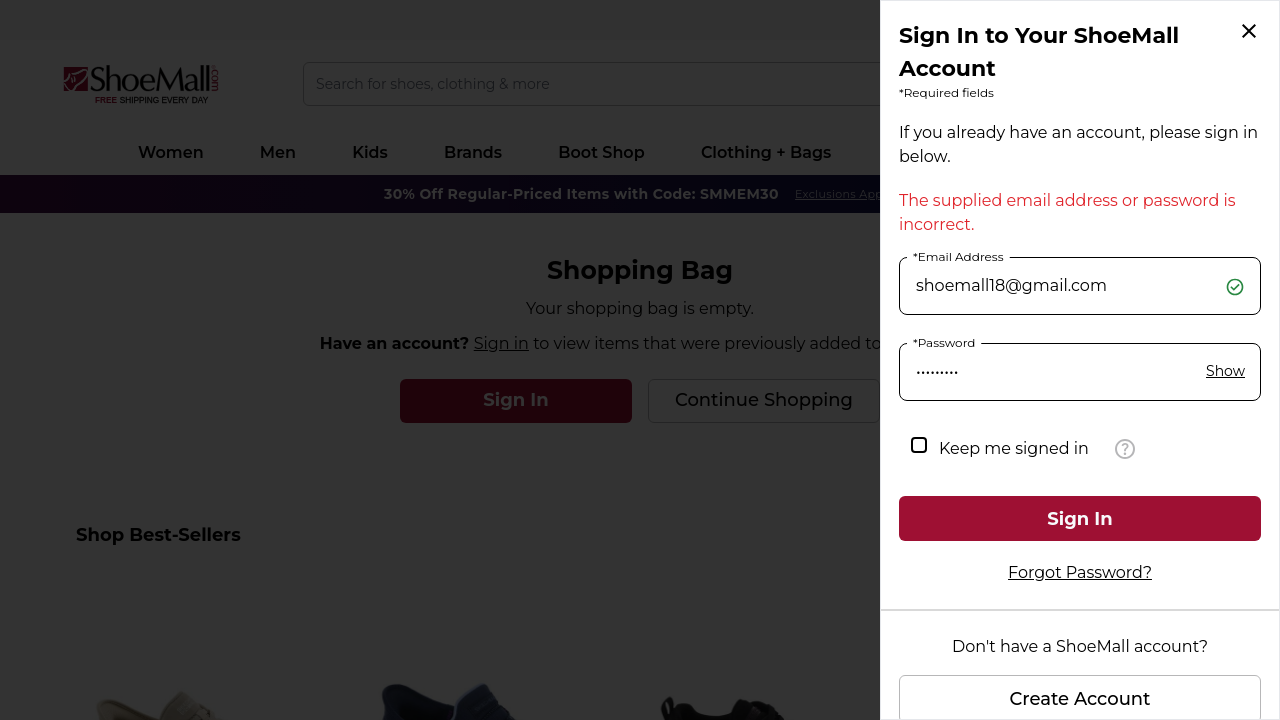 ShoeMall.com
FREE SHIPPING EVERY DAY
Search for shoes, clothing & more
Women
Men
Kids
Brands
Boot Shop
Clothing + Bags
30% Off Regular-Priced Items with Code: SMMEM30
Exclusions App
Shopping Bag
Your shopping bag is empty.
Have an account? Sign in to view items that were previously added to
Sign In
Continue Shopping
Shop Best-Sellers
Sign In to Your ShoeMall
Account
*Required fields
If you already have an account, please sign in
below.
The supplied email address or password is
incorrect.
*Email Address
shoemall18@gmail.com
*Password
Show
Keep me signed in
Sign In
Forgot Password?
Don't have a ShoeMall account?
Create Account